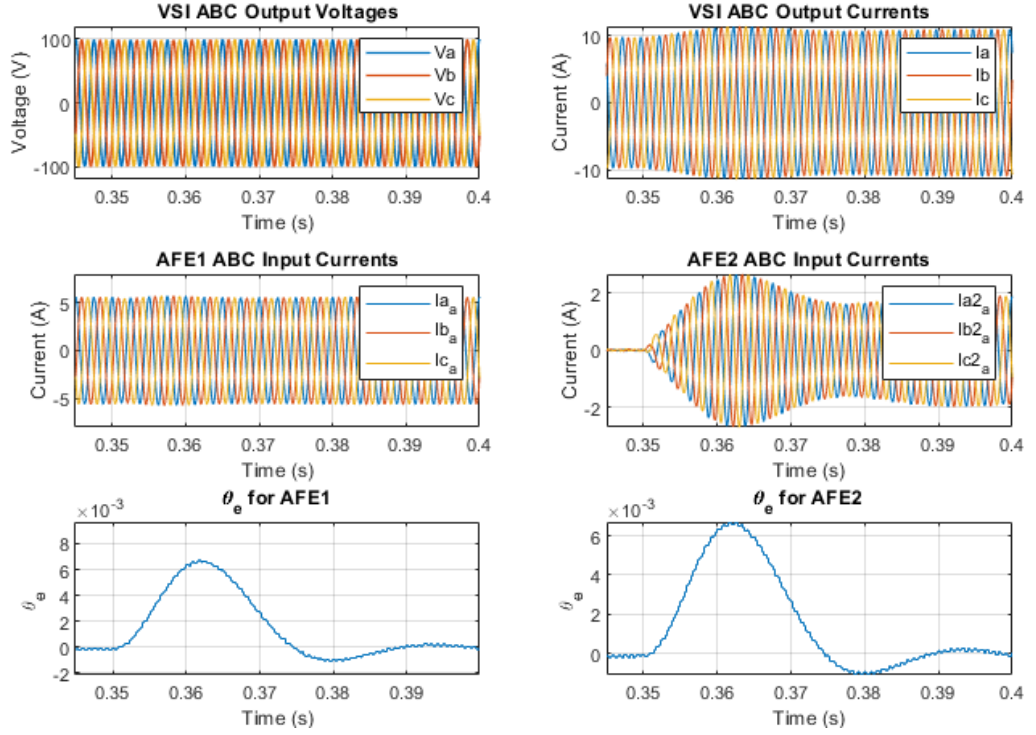 VSI ABC Output Voltages
Voltage (V)
100
0
-100
Va
Vb
Vc
0.35 0.36 0.37 0.38 0.39 0.4
Time (s)
VSI ABC Output Currents
Current (A)
10
0
-10
Ia
Ib
Ic
0.35 0.36 0.37 0.38 0.39 0.4
Time (s)
AFE1 ABC Input Currents
Current (A)
5
0
-5
Ia_a
Ib_a
Ic_a
0.35 0.36 0.37 0.38 0.39 0.4
Time (s)
AFE2 ABC Input Currents
Current (A)
2
0
-2
Ia2_a
Ib2_a
Ic2_a
0.35 0.36 0.37 0.38 0.39 0.4
Time (s)
θ_e for AFE1
×10^-3
θ_e
8
6
4
2
0
-2
0.35 0.36 0.37 0.38 0.39
Time (s)
θ_e for AFE2
×10^-3
θ_e
6
4
2
0
0.35 0.36 0.37 0.38 0.39 0.4
Time (s)